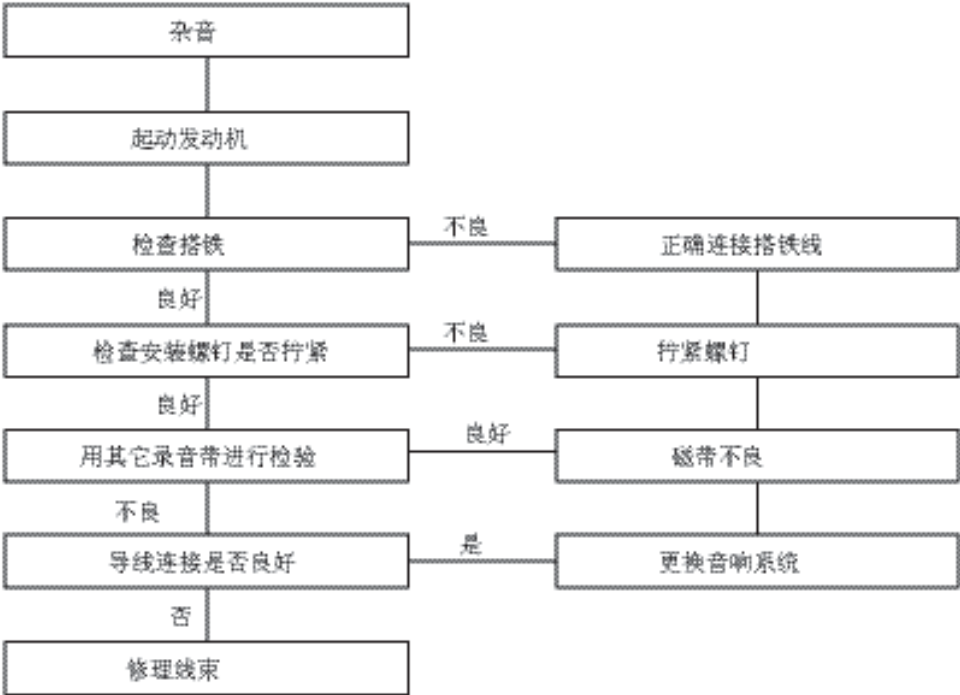 杂音
起动发动机
检查搭铁
不良
正确连接搭铁线
良好
检查安装螺钉是否拧紧
不良
拧紧螺钉
良好
用其它录音带进行检验
良好
磁带不良
不良
导线连接是否良好
是
更换音响系统
否
修理线束